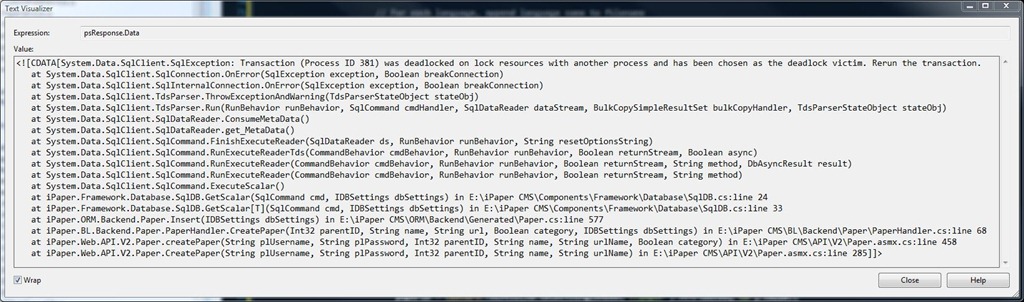 Text Visualizer
Expression: psResponse.Data
Value:
<![CDATA[System.Data.SqlClient.SqlException: Transaction (Process ID 381) was deadlocked on lock resources with another process and has been chosen as the deadlock victim. Rerun the transaction.
at System.Data.SqlClient.SqlConnection.OnError(SqlException exception, Boolean breakConnection)
at System.Data.SqlClient.SqlInternalConnection.OnError(SqlException exception, Boolean breakConnection)
at System.Data.SqlClient.TdsParser.ThrowExceptionAndWarning(TdsParserStateObject stateObj)
at System.Data.SqlClient.TdsParser.Run(RunBehavior runBehavior, SqlCommand cmdHandler, SqlDataReader dataStream, BulkCopySimpleResultSet bulkCopyHandler, TdsParserStateObject stateObj)
at System.Data.SqlClient.SqlDataReader.ConsumeMetaData()
at System.Data.SqlClient.SqlDataReader.get_MetaData()
at System.Data.SqlClient.SqlCommand.FinishExecuteReader(SqlDataReader ds, RunBehavior runBehavior, String resetOptionsString)
at System.Data.SqlClient.SqlCommand.RunExecuteReaderTds(CommandBehavior cmdBehavior, RunBehavior runBehavior, Boolean returnStream, Boolean async)
at System.Data.SqlClient.SqlCommand.RunExecuteReader(CommandBehavior cmdBehavior, RunBehavior runBehavior, Boolean returnStream, String method, DbAsyncResult result)
at System.Data.SqlClient.SqlCommand.RunExecuteReader(CommandBehavior cmdBehavior, RunBehavior runBehavior, Boolean returnStream, String method)
at System.Data.SqlClient.SqlCommand.ExecuteScalar()
at iPaper.Framework.Database.SqlDB.GetScalar(SqlCommand cmd, IDBSettings dbSettings) in E:\iPaper CMS\Components\Framework\Database\SqlDB.cs:line 24
at iPaper.Framework.Database.SqlDB.GetScalar[T](SqlCommand cmd, IDBSettings dbSettings) in E:\iPaper CMS\Components\Framework\Database\SqlDB.cs:line 33
at iPaper.ORM.Backend.Paper.Insert(IDBSettings dbSettings) in E:\iPaper CMS\ORM\Backend\Generated\Paper.cs:line 577
at iPaper.BL.Backend.Paper.PaperHandler.CreatePaper(Int32 parentID, String name, String url, Boolean category, IDBSettings dbSettings) in E:\iPaper CMS\BL\Backend\Paper\PaperHandler.cs:line 68
at iPaper.Web.API.V2.Paper.createPaper(String plUsername, String plPassword, Int32 parentID, String name, String urlName, Boolean category) in E:\iPaper CMS\API\V2\Paper.asmx.cs:line 458
at iPaper.Web.API.V2.Paper.createPaper(String plUsername, String plPassword, Int32 parentID, String name, String urlName) in E:\iPaper CMS\API\V2\Paper.asmx.cs:line 285]]>
Wrap
Close
Help